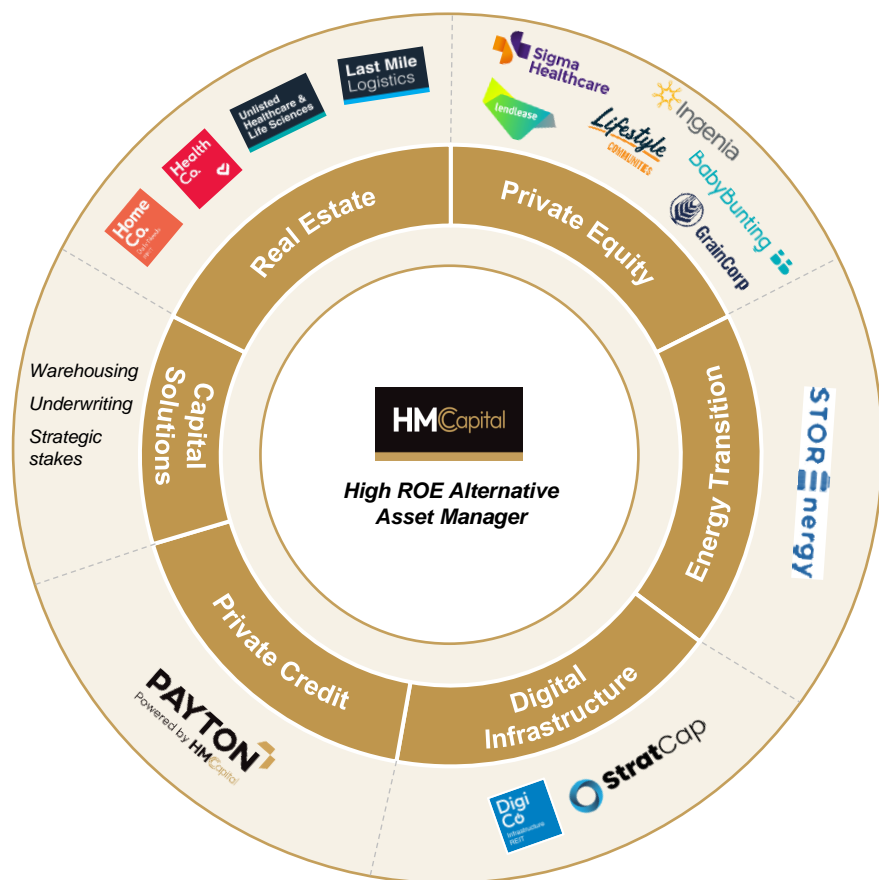 HMCapital
High ROE Alternative
Asset Manager
Real Estate
Home
Co.
Health
Co.
Unlisted
Healthcare &
Life Sciences
Last Mile
Logistics
Private Equity
Sigma
Healthcare
lendlease
Lifestyle
COMMUNITIES
Ingenia
BabyBunting
GrainCorp
Energy Transition
STOREnergy
Digital
Infrastructure
StratCap
Digi
Co
Infrastructure
REIT
Private Credit
PAYTON
Powered by HMCapital
Capital
Solutions
Warehousing
Underwriting
Strategic
stakes